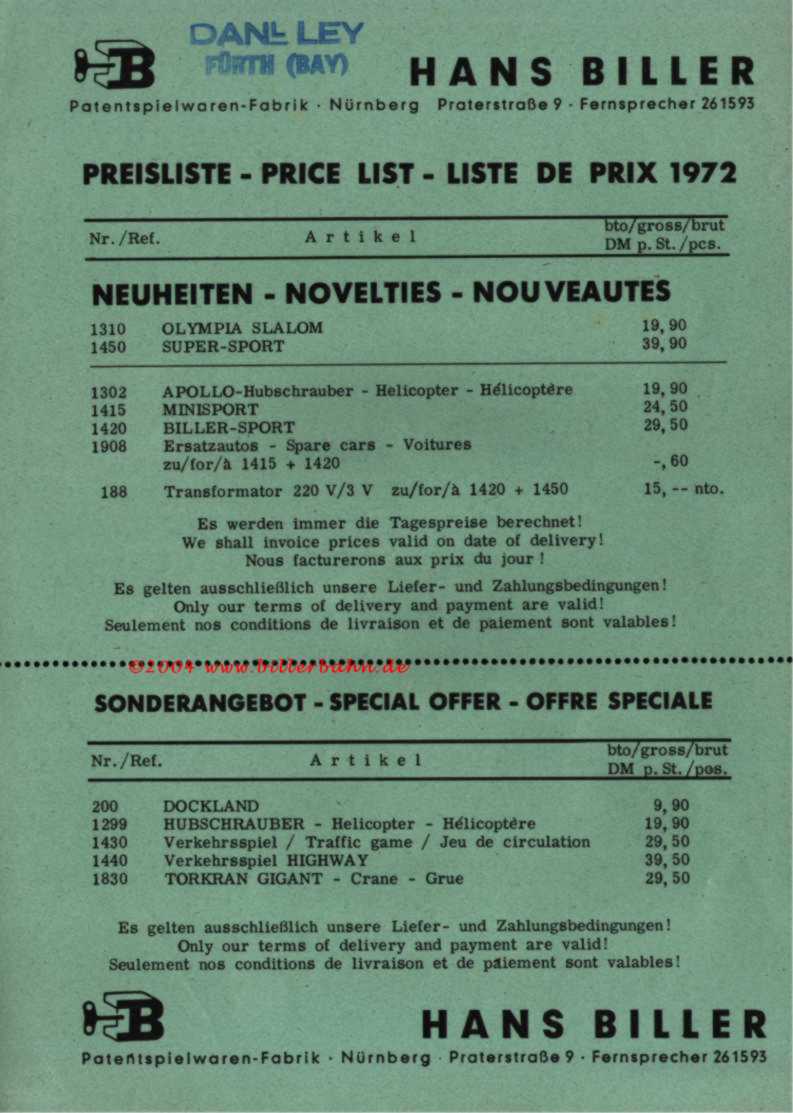 HB
DANL LEY
FÜRTH (BAY)
HANS BILLER
Patentspielwaren-Fabrik · Nürnberg Praterstraße 9 · Fernsprecher 261593
PREISLISTE - PRICE LIST - LISTE DE PRIX 1972
Nr./Ref. Artikel bto/gross/brut
DM p. St./pcs.
NEUHEITEN - NOVELTIES - NOUVEAUTÉS
1310 OLYMPIA SLALOM 19,90
1450 SUPER-SPORT 39,90
1302 APOLLO-Hubschrauber - Helicopter - Hélicoptère 19,90
1415 MINISPORT 24,50
1420 BILLER-SPORT 29,50
1908 Ersatzautos - Spare cars - Voitures
zu/for/à 1415 + 1420 -,60
188 Transformator 220 V/3 V zu/for/à 1420 + 1450 15,-- nto.
Es werden immer die Tagespreise berechnet!
We shall invoice prices valid on date of delivery!
Nous facturerons aux prix du jour !
Es gelten ausschließlich unsere Liefer- und Zahlungsbedingungen!
Only our terms of delivery and payment are valid!
Seulement nos conditions de livraison et de paiement sont valables!
©2004 www.billerbahn.de
SONDERANGEBOT - SPECIAL OFFER - OFFRE SPECIALE
Nr./Ref. Artikel bto/gross/brut
DM p. St./pcs.
200 DOCKLAND 9,90
1299 HUBSCHRAUBER - Helicopter - Hélicoptère 19,90
1430 Verkehrsspiel / Traffic game / Jeu de circulation 29,50
1440 Verkehrsspiel HIGHWAY 39,50
1830 TORKRAN GIGANT - Crane - Grue 29,50
Es gelten ausschließlich unsere Liefer- und Zahlungsbedingungen!
Only our terms of delivery and payment are valid!
Seulement nos conditions de livraison et de paiement sont valables!
HB
HANS BILLER
Patentspielwaren-Fabrik · Nürnberg · Praterstraße 9 · Fernsprecher 261593